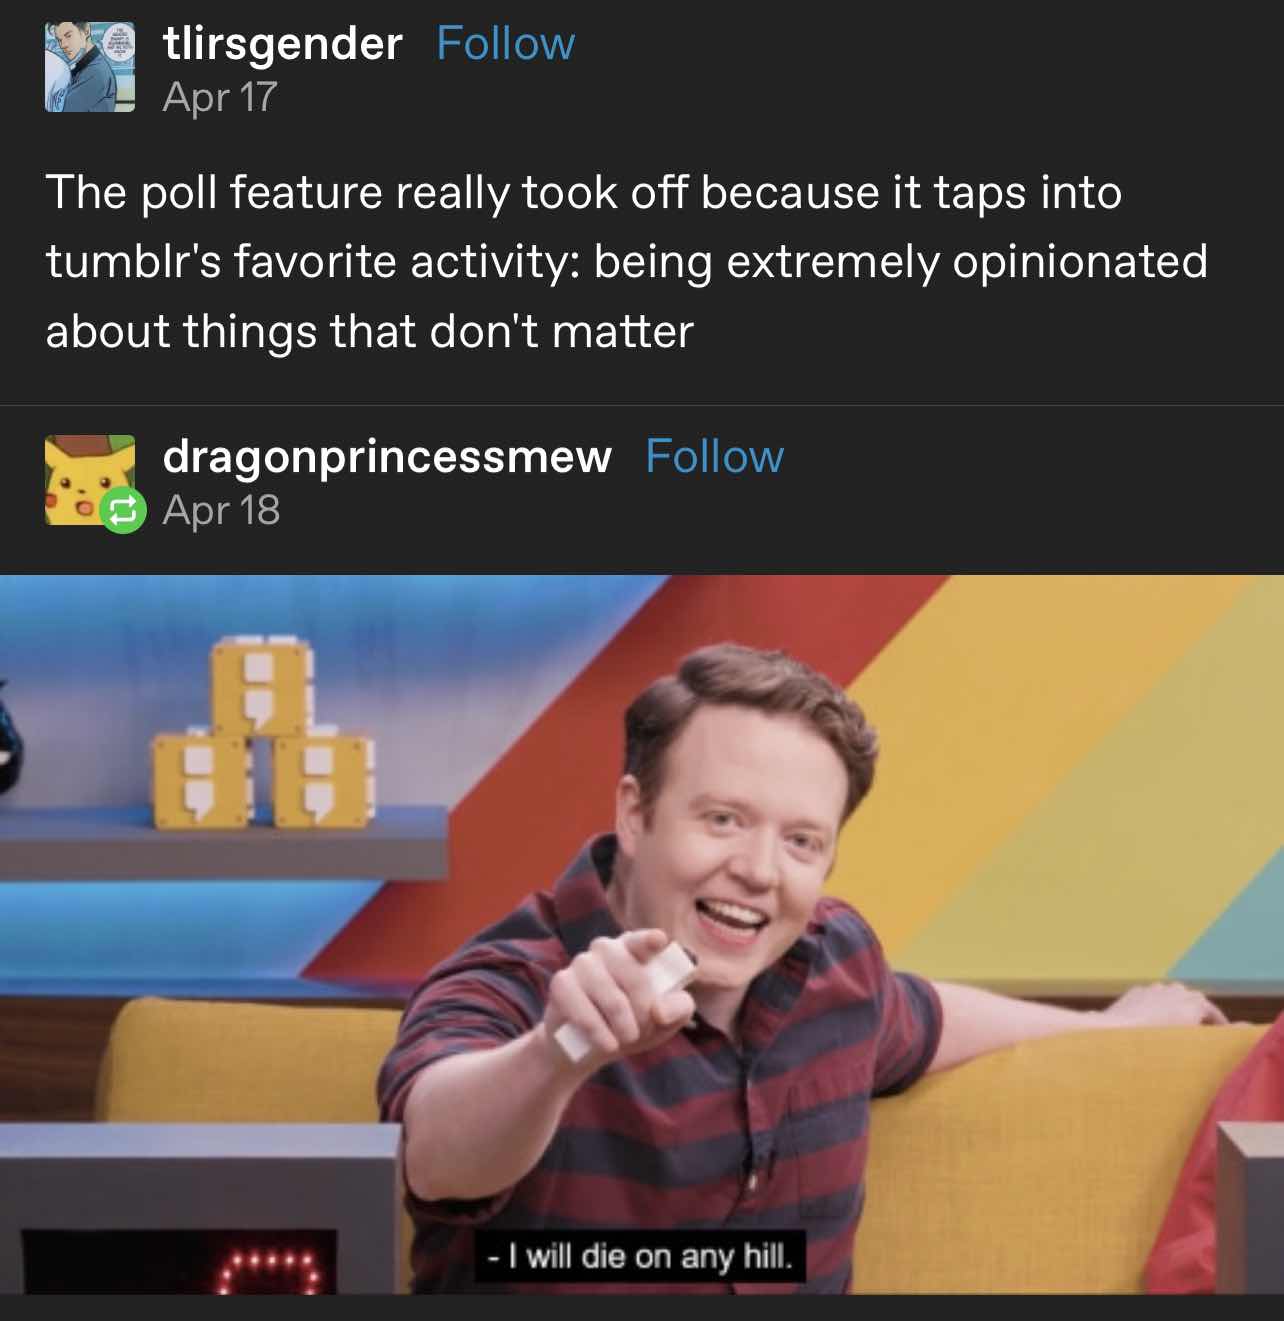 tlirsgender Follow
Apr 17
The poll feature really took off because it taps into
tumblr's favorite activity: being extremely opinionated
about things that don't matter
dragonprincessmew Follow
Apr 18
- I will die on any hill.